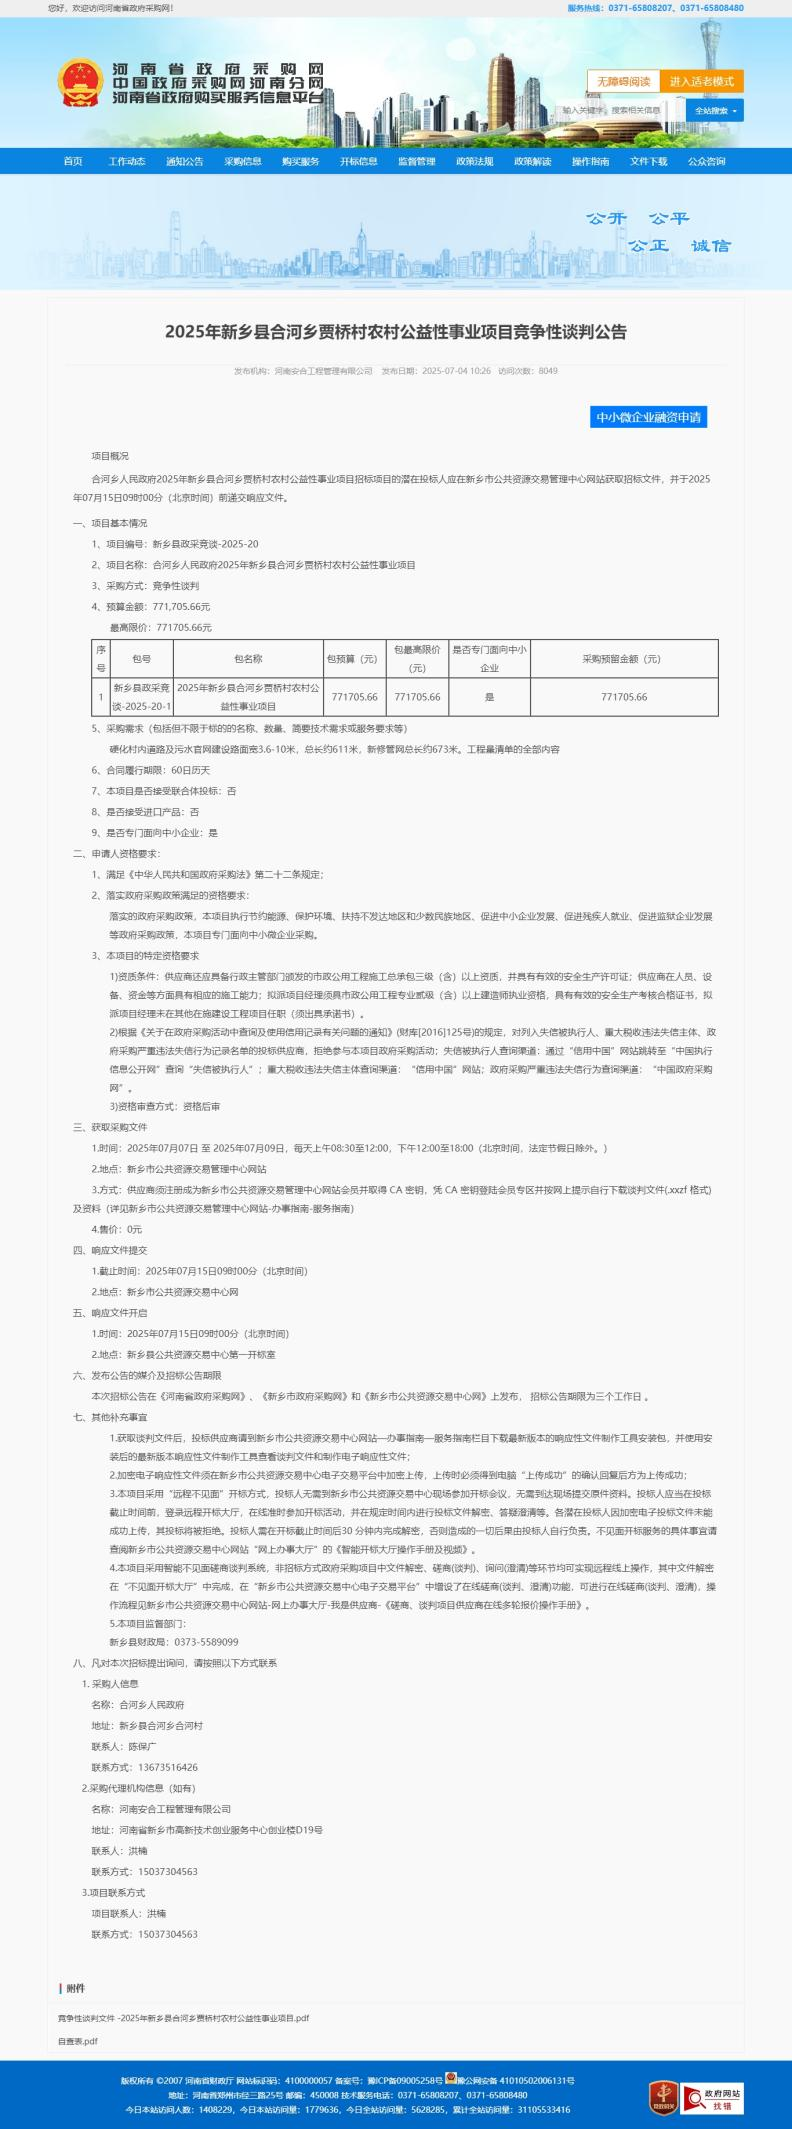 您好，欢迎访问河南省政府采购网！
服务热线：0371-65808207、0371-65808480
河南省政府采购网
中国政府采购网河南分网
河南省政府购买服务信息平台
无障碍阅读 进入适老模式
输入关键字，搜索相关信息 全站搜索
首页 工作动态 通知公告 采购信息 购买服务 开标信息 监督管理 政策法规 政策解读 操作指南 文件下载 公众咨询
公开 公平
公正 诚信
2025年新乡县合河乡贾桥村农村公益性事业项目竞争性谈判公告
发布机构：河南安合工程管理有限公司 发布日期：2025-07-04 10:26 访问次数：8049
中小微企业融资申请
项目概况
合河乡人民政府2025年新乡县合河乡贾桥村农村公益性事业项目招标项目的潜在投标人应在新乡市公共资源交易管理中心网站获取招标文件，并于2025
年07月15日09时00分（北京时间）前递交响应文件。
一、项目基本情况
1、项目编号：新乡县政采竞谈-2025-20
2、项目名称：合河乡人民政府2025年新乡县合河乡贾桥村农村公益性事业项目
3、采购方式：竞争性谈判
4、预算金额：771,705.66元
最高限价：771705.66元
序号 包号 包名称 包预算（元） 包最高限价（元） 是否专门面向中小企业 采购预留金额（元）
1 新乡县政采竞谈-2025-20-1 2025年新乡县合河乡贾桥村农村公益性事业项目 771705.66 771705.66 是 771705.66
5、采购需求（包括但不限于标的的名称、数量、简要技术需求或服务要求等）
硬化村内道路及污水官网建设路面宽3.6-10米，总长约611米，新修管网总长约673米。工程量清单的全部内容
6、合同履行期限：60日历天
7、本项目是否接受联合体投标：否
8、是否接受进口产品：否
9、是否专门面向中小企业：是
二、申请人资格要求：
1、满足《中华人民共和国政府采购法》第二十二条规定；
2、落实政府采购政策满足的资格要求：
落实的政府采购政策，本项目执行节约能源、保护环境、扶持不发达地区和少数民族地区、促进中小企业发展、促进残疾人就业、促进监狱企业发展
等政府采购政策，本项目专门面向中小微企业采购。
3、本项目的特定资格要求
1)资质条件：供应商还应具备行政主管部门颁发的市政公用工程施工总承包三级（含）以上资质，并具有有效的安全生产许可证；供应商在人员、设
备、资金等方面具有相应的施工能力；拟派项目经理须具市政公用工程专业贰级（含）以上建造师执业资格，具有有效的安全生产考核合格证书，拟
派项目经理未在其他在施建设工程项目任职（须出具承诺书）。
2)根据《关于在政府采购活动中查询及使用信用记录有关问题的通知》(财库[2016]125号)的规定，对列入失信被执行人、重大税收违法失信主体、政
府采购严重违法失信行为记录名单的投标供应商，拒绝参与本项目政府采购活动；失信被执行人查询渠道：通过“信用中国”网站跳转至“中国执行
信息公开网”查询“失信被执行人”；重大税收违法失信主体查询渠道：“信用中国”网站；政府采购严重违法失信行为查询渠道：“中国政府采购
网”。
3)资格审查方式：资格后审
三、获取采购文件
1.时间：2025年07月07日 至 2025年07月09日，每天上午08:30至12:00，下午12:00至18:00（北京时间，法定节假日除外。）
2.地点：新乡市公共资源交易管理中心网站
3.方式：供应商须注册成为新乡市公共资源交易管理中心网站会员并取得 CA 密钥，凭 CA 密钥登陆会员专区并按网上提示自行下载谈判文件(.xxzf 格式)
及资料（详见新乡市公共资源交易管理中心网站-办事指南-服务指南）
4.售价：0元
四、响应文件提交
1.截止时间：2025年07月15日09时00分（北京时间）
2.地点：新乡市公共资源交易中心网
五、响应文件开启
1.时间：2025年07月15日09时00分（北京时间）
2.地点：新乡县公共资源交易中心第一开标室
六、发布公告的媒介及招标公告期限
本次招标公告在《河南省政府采购网》、《新乡市政府采购网》和《新乡市公共资源交易中心网》上发布， 招标公告期限为三个工作日 。
七、其他补充事宜
1.获取谈判文件后，投标供应商请到新乡市公共资源交易中心网站—办事指南—服务指南栏目下载最新版本的响应性文件制作工具安装包，并使用安
装后的最新版本响应性文件制作工具查看谈判文件和制作电子响应性文件；
2.加密电子响应性文件须在新乡市公共资源交易中心电子交易平台中加密上传，上传时必须得到电脑“上传成功”的确认回复后方为上传成功；
3.本项目采用“远程不见面”开标方式，投标人无需到新乡市公共资源交易中心现场参加开标会议，无需到达现场提交原件资料。投标人应当在投标
截止时间前，登录远程开标大厅，在线准时参加开标活动，并在规定时间内进行投标文件解密、答疑澄清等。各潜在投标人因加密电子投标文件未能
成功上传，其投标将被拒绝。投标人需在开标截止时间后30 分钟内完成解密，否则造成的一切后果由投标人自行负责。不见面开标服务的具体事宜请
查阅新乡市公共资源交易中心网站“网上办事大厅”的《智能开标大厅操作手册及视频》。
4.本项目采用智能不见面磋商谈判系统，非招标方式政府采购项目中文件解密、磋商(谈判)、询问(澄清)等环节均可实现远程线上操作，其中文件解密
在“不见面开标大厅”中完成，在“新乡市公共资源交易中心电子交易平台”中增设了在线磋商(谈判、澄清)功能，可进行在线磋商(谈判、澄清)，操
作流程见新乡市公共资源交易中心网站-网上办事大厅-我是供应商-《磋商、谈判项目供应商在线多轮报价操作手册》。
5.本项目监督部门：
新乡县财政局：0373-5589099
八、凡对本次招标提出询问，请按照以下方式联系
1. 采购人信息
名称：合河乡人民政府
地址：新乡县合河乡合河村
联系人：陈保广
联系方式：13673516426
2.采购代理机构信息（如有）
名称：河南安合工程管理有限公司
地址：河南省新乡市高新技术创业服务中心创业楼D19号
联系人：洪楠
联系方式：15037304563
3.项目联系方式
项目联系人：洪楠
联系方式：15037304563
附件
竞争性谈判文件 -2025年新乡县合河乡贾桥村农村公益性事业项目.pdf
自查表.pdf
版权所有 ©2007 河南省财政厅 网站标识码：4100000057 备案号：豫ICP备09005258号 豫公网安备 41010502006131号
地址：河南省郑州市经三路25号 邮编：450008 技术服务电话：0371-65808207、0371-65808480
今日本站访问人数：1408229，今日本站访问量：1779636，今日全站访问量：5628285，累计全站访问量：31105533416
党政机关
政府网站
找错